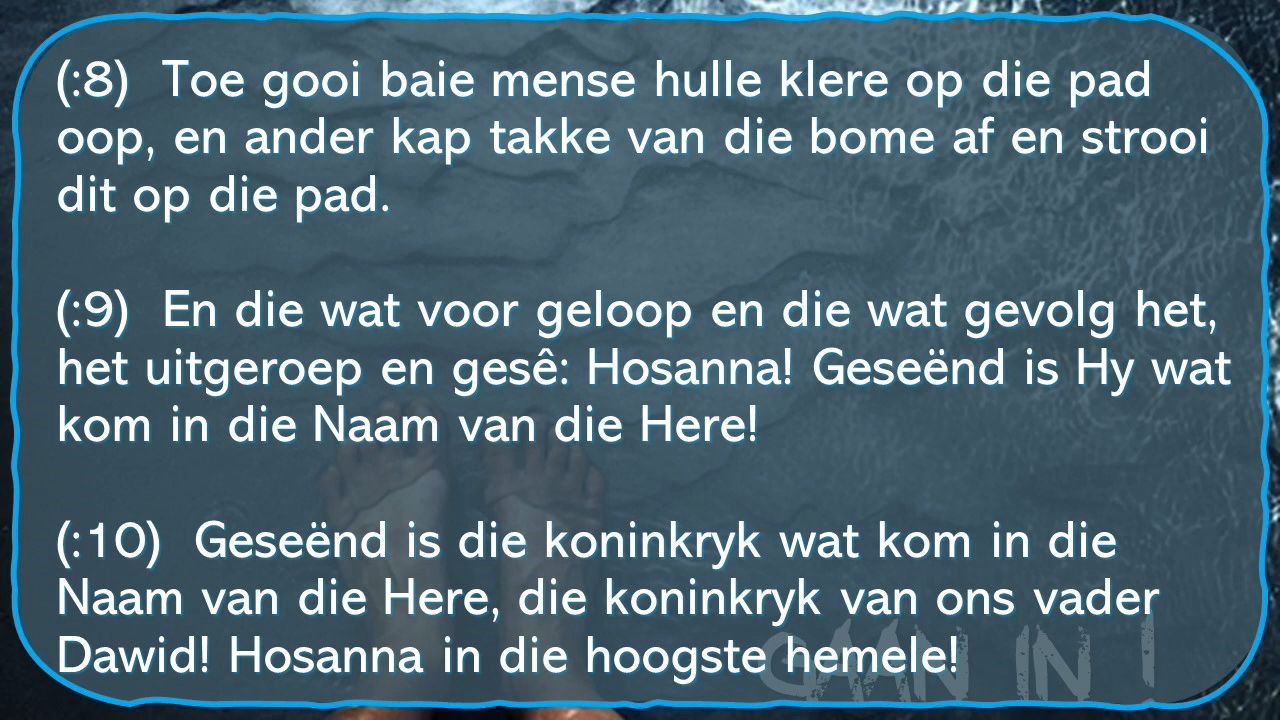 (:8) Toe gooi baie mense hulle klere op die pad
oop, en ander kap takke van die bome af en strooi
dit op die pad.
(:9) En die wat voor geloop en die wat gevolg het,
het uitgeroep en gesê: Hosanna! Geseënd is Hy wat
kom in die Naam van die Here!
(:10) Geseënd is die koninkryk wat kom in die
Naam van die Here, die koninkryk van ons vader
Dawid! Hosanna in die hoogste hemele!
GAAN IN !